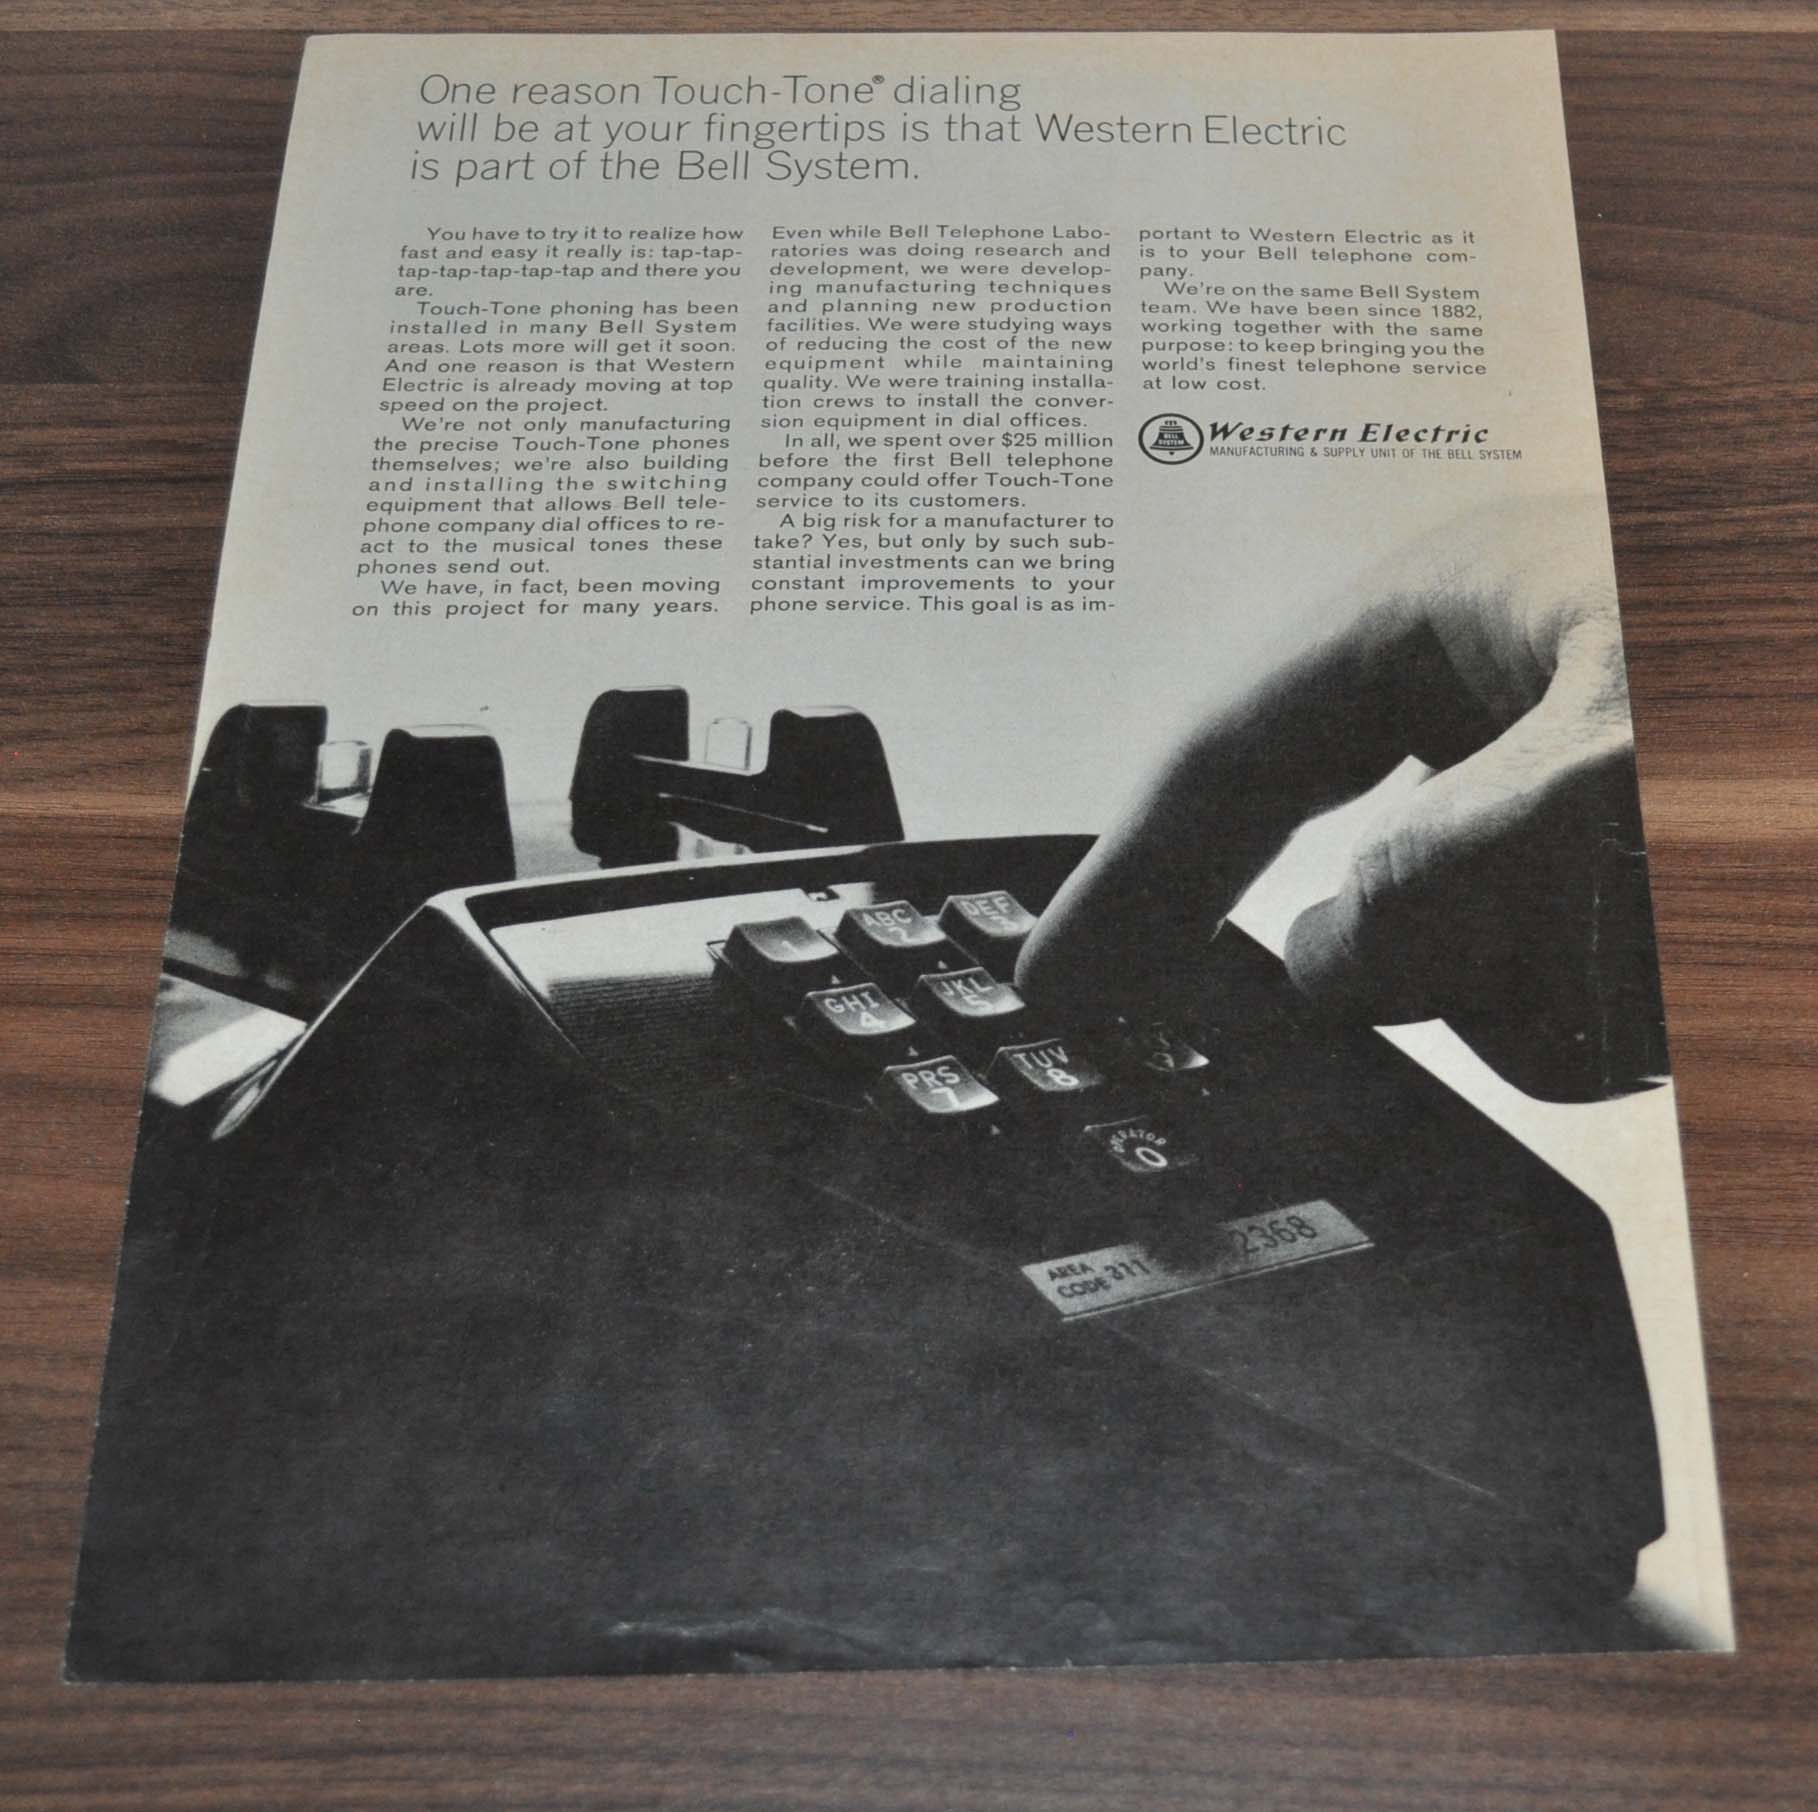 One reason Touch-Tone® dialing
will be at your fingertips is that Western Electric
is part of the Bell System.
You have to try it to realize how
fast and easy it really is: tap-tap-
tap-tap-tap-tap-tap and there you
are.
Touch-Tone phoning has been
installed in many Bell System
areas. Lots more will get it soon.
And one reason is that Western
Electric is already moving at top
speed on the project.
We're not only manufacturing
the precise Touch-Tone phones
themselves; we're also building
and installing the switching
equipment that allows Bell tele-
phone company dial offices to re-
act to the musical tones these
phones send out.
We have, in fact, been moving
on this project for many years.
Even while Bell Telephone Labo-
ratories was doing research and
development, we were develop-
ing manufacturing techniques
and planning new production
facilities. We were studying ways
of reducing the cost of the new
equipment while maintaining
quality. We were training installa-
tion crews to install the conver-
sion equipment in dial offices.
In all, we spent over $25 million
before the first Bell telephone
company could offer Touch-Tone
service to its customers.
A big risk for a manufacturer to
take? Yes, but only by such sub-
stantial investments can we bring
constant improvements to your
phone service. This goal is as im-
portant to Western Electric as it
is to your Bell telephone com-
pany.
We're on the same Bell System
team. We have been since 1882,
working together with the same
purpose: to keep bringing you the
world's finest telephone service
at low cost.
BELL
SYSTEM
Western Electric
MANUFACTURING & SUPPLY UNIT OF THE BELL SYSTEM
1
ABC
2
DEF
3
GHI
4
JKL
5
PRS
7
TUV
8
9
OPERATOR
0
AREA
CODE 311
2368